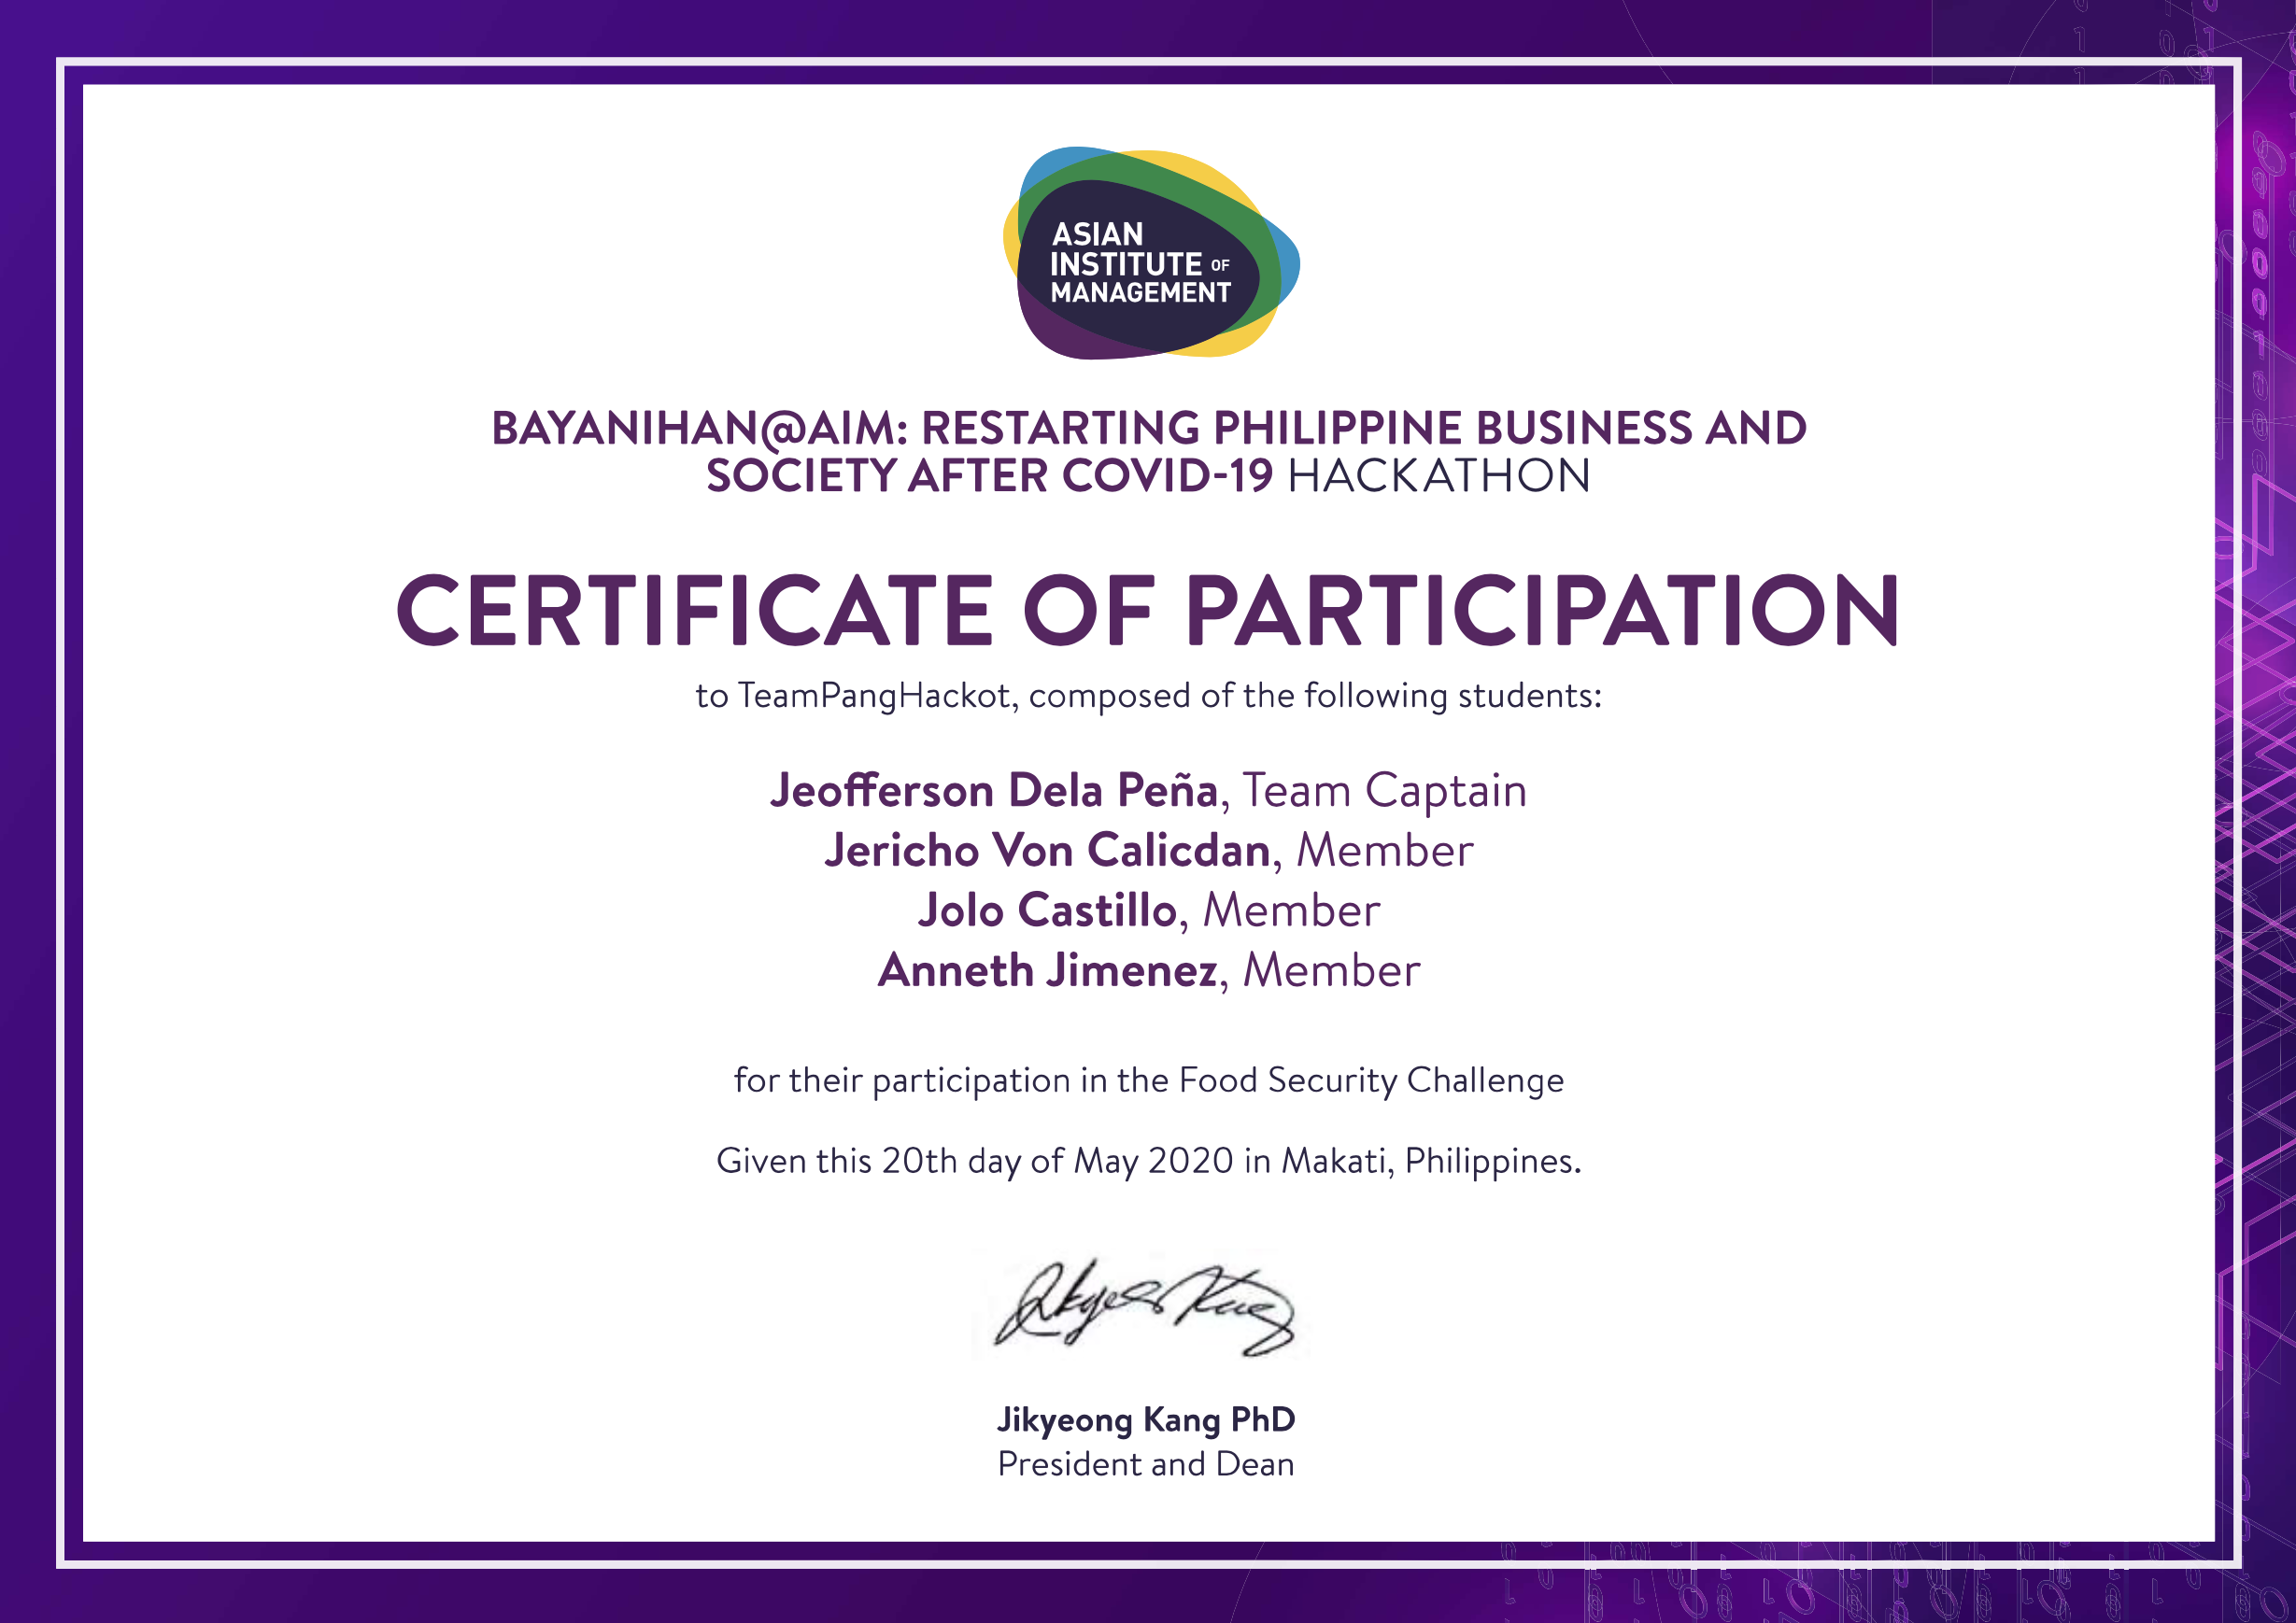 ASIAN
INSTITUTE OF
MANAGEMENT
BAYANIHAN@AIM: RESTARTING PHILIPPINE BUSINESS AND
SOCIETY AFTER COVID-19 HACKATHON
CERTIFICATE OF PARTICIPATION
to TeamPangHackot, composed of the following students:
Jeofferson Dela Peña, Team Captain
Jericho Von Calicdan, Member
Jolo Castillo, Member
Anneth Jimenez, Member
for their participation in the Food Security Challenge
Given this 20th day of May 2020 in Makati, Philippines.
Jikyeong Kang PhD
President and Dean